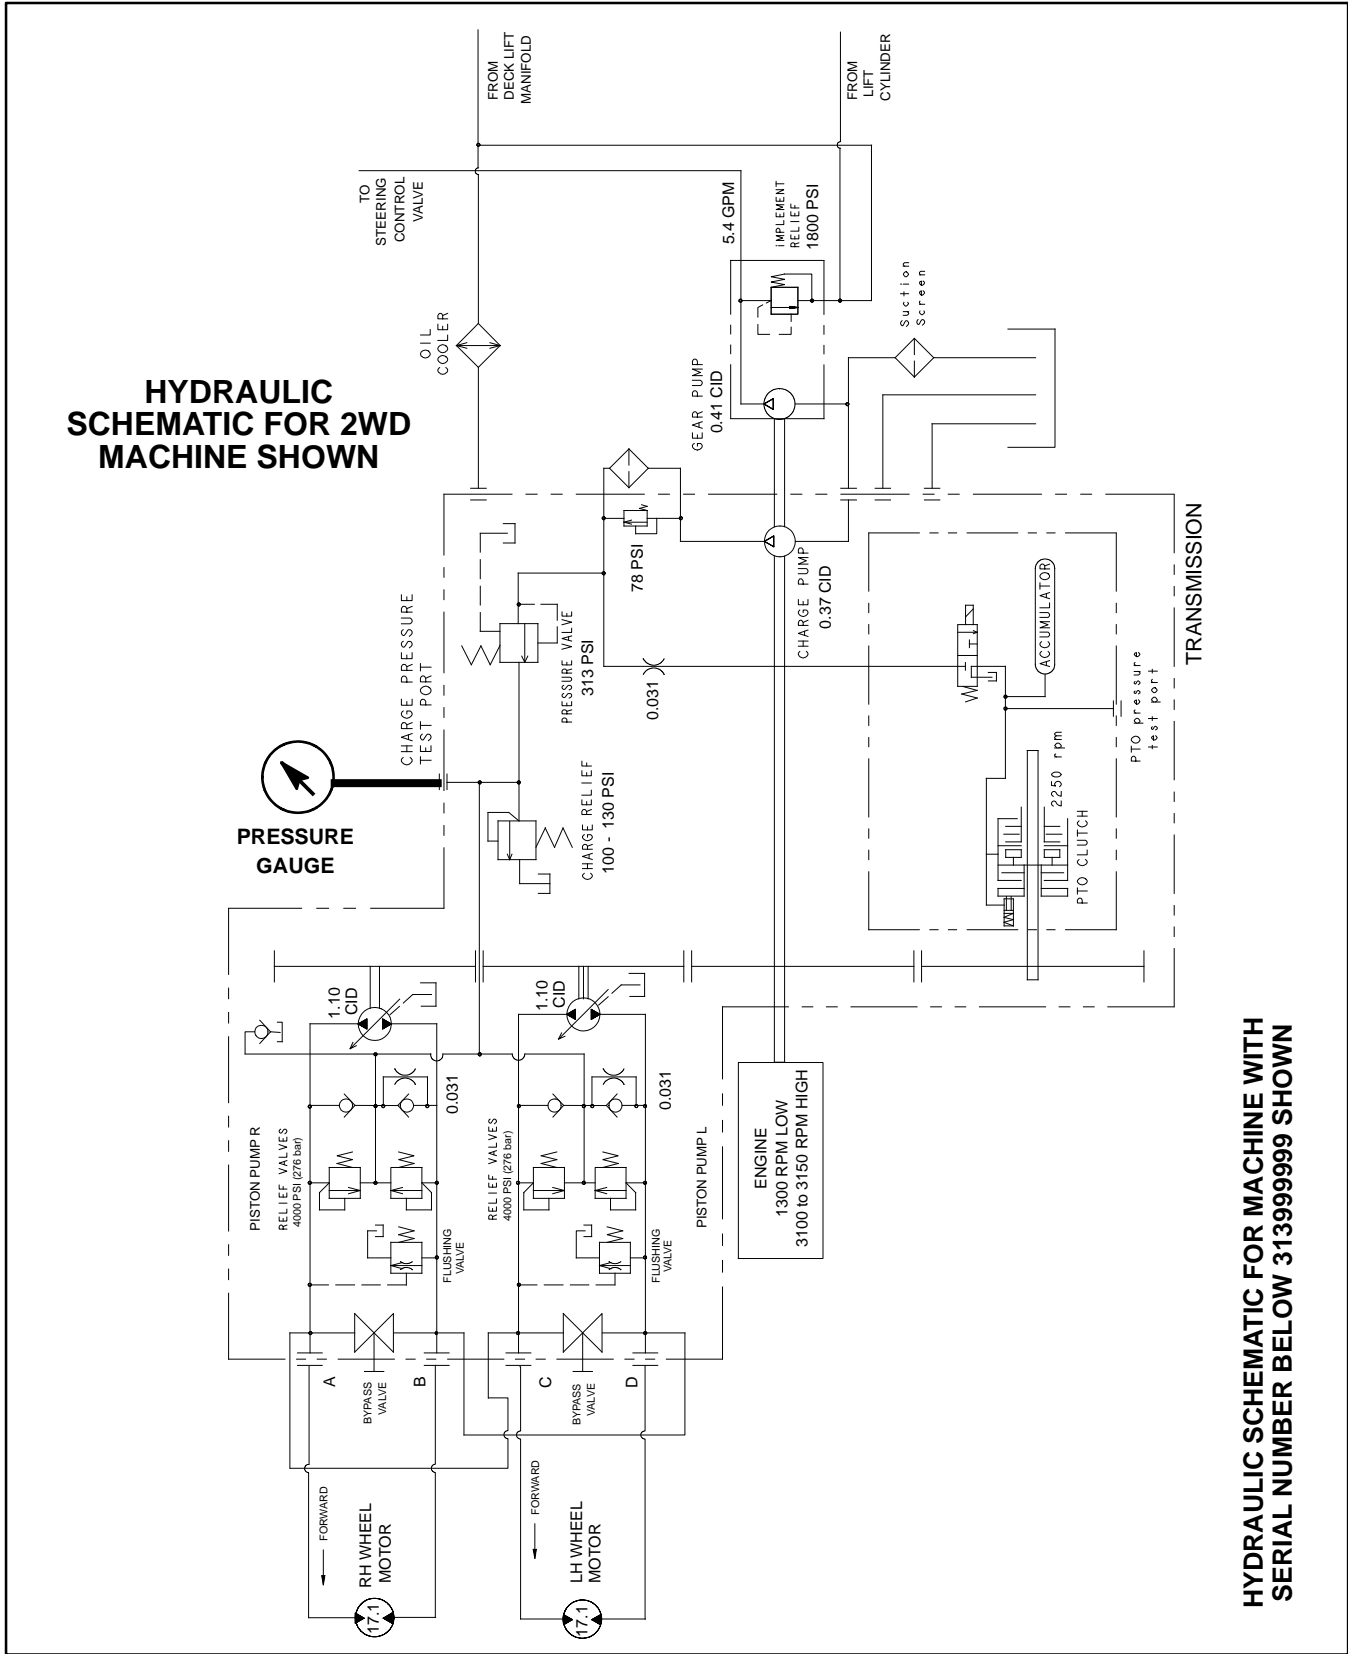 FROM
DECK LIFT
MANIFOLD
FROM
LIFT
CYLINDER
TO
STEERING
CONTROL
VALVE
5.4 GPM
iMPLEMENT
RELIEF
1800 PSI
OIL
COOLER
Suction
Screen
HYDRAULIC
SCHEMATIC FOR 2WD
MACHINE SHOWN
GEAR PUMP
0.41 CID
78 PSI
CHARGE PUMP
0.37 CID
CHARGE PRESSURE
TEST PORT
PRESSURE VALVE
313 PSI
0.031
ACCUMULATOR
TRANSMISSION
PTO pressure
test port
2250 rpm
PTO CLUTCH
PRESSURE
GAUGE
CHARGE RELIEF
100 - 130 PSI
1.10
CID
1.10
CID
PISTON PUMP R
RELIEF VALVES
4000 PSI (276 bar)
0.031
FLUSHING
VALVE
RELIEF VALVES
4000 PSI (276 bar)
0.031
FLUSHING
VALVE
PISTON PUMP L
ENGINE
1300 RPM LOW
3100 to 3150 RPM HIGH
A
BYPASS
VALVE
B
C
BYPASS
VALVE
D
FORWARD
RH WHEEL
MOTOR
17.1
FORWARD
LH WHEEL
MOTOR
17.1
HYDRAULIC SCHEMATIC FOR MACHINE WITH
SERIAL NUMBER BELOW 313999999 SHOWN